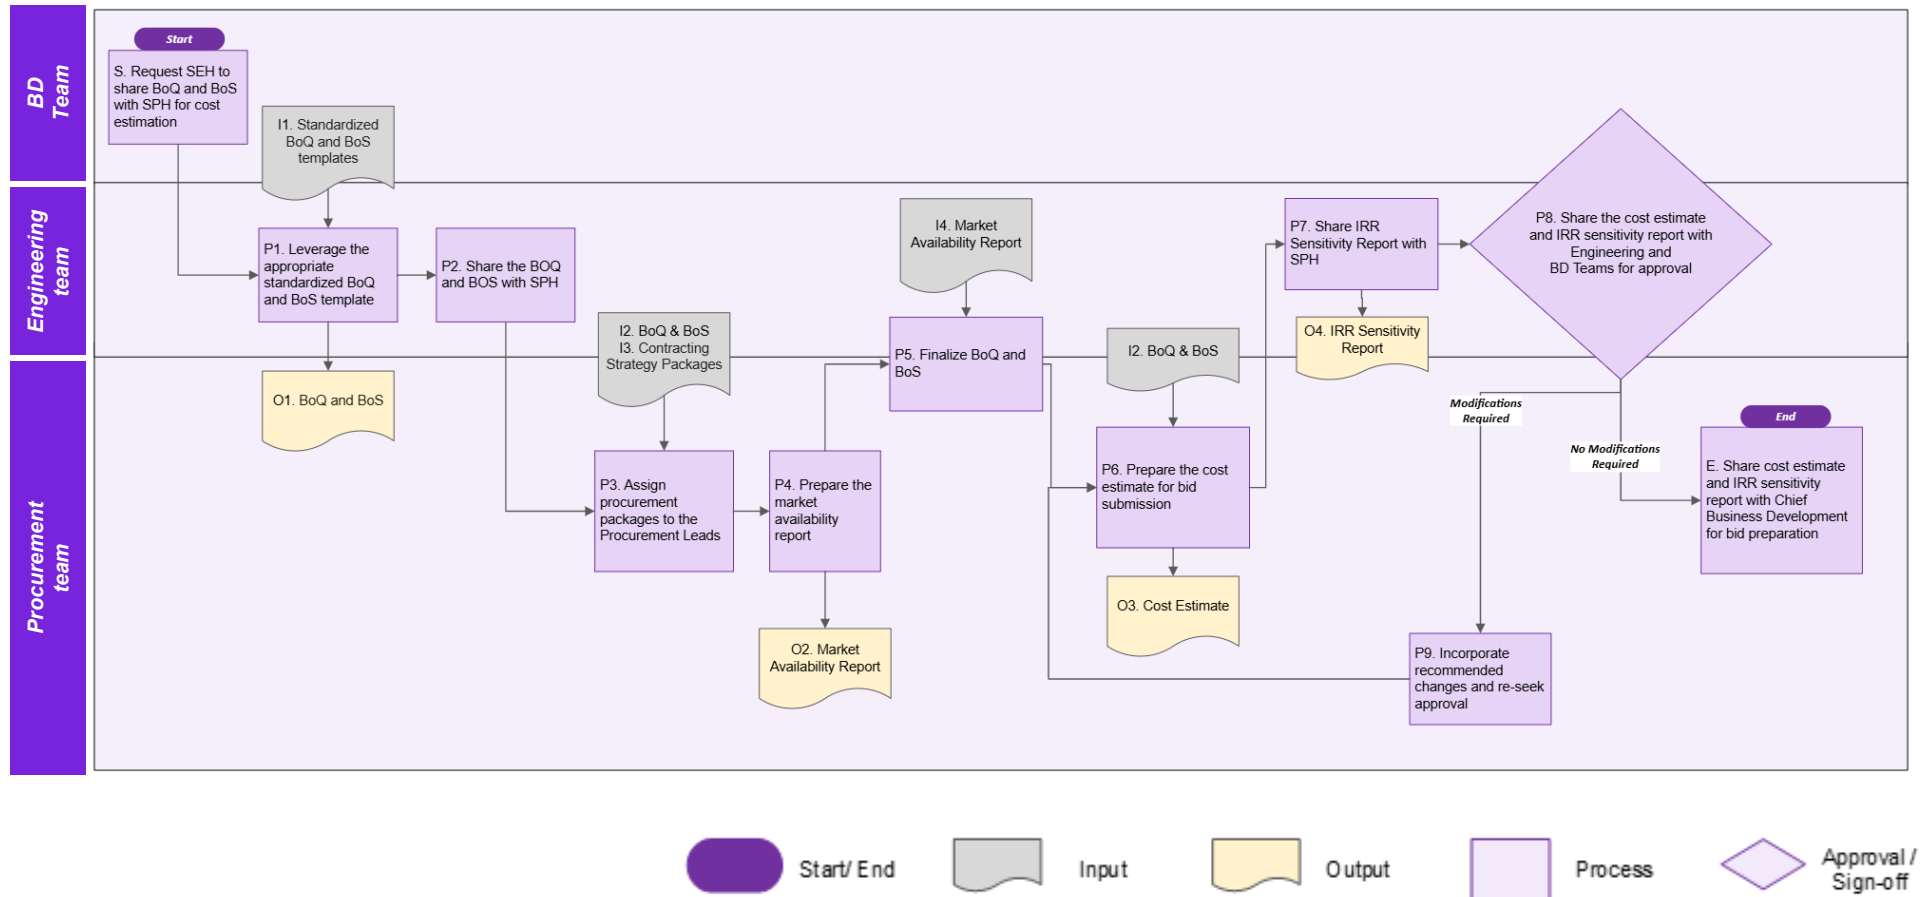 BD
Team
Start
S. Request SEH to
share BoQ and BoS
with SPH for cost
estimation
I1. Standardized
BoQ and BoS
templates
Engineering
team
P1. Leverage the
appropriate
standardized BoQ
and BoS template
P2. Share the BOQ
and BOS with SPH
I4. Market
Availability Report
P7. Share IRR
Sensitivity Report with
SPH
P8. Share the cost estimate
and IRR sensitivity report with
Engineering and
BD Teams for approval
I2. BoQ & BoS
I3. Contracting
Strategy Packages
P5. Finalize BoQ and
BoS
I2. BoQ & BoS
O4. IRR Sensitivity
Report
Procurement
team
O1. BoQ and BoS
P3. Assign
procurement
packages to the
Procurement Leads
P4. Prepare the
market
availability
report
P6. Prepare the cost
estimate for bid
submission
Modifications
Required
No Modifications
Required
End
E. Share cost estimate
and IRR sensitivity
report with Chief
Business Development
for bid preparation
O3. Cost Estimate
O2. Market
Availability Report
P9. Incorporate
recommended
changes and re-seek
approval
Start/ End
Input
Output
Process
Approval /
Sign-off